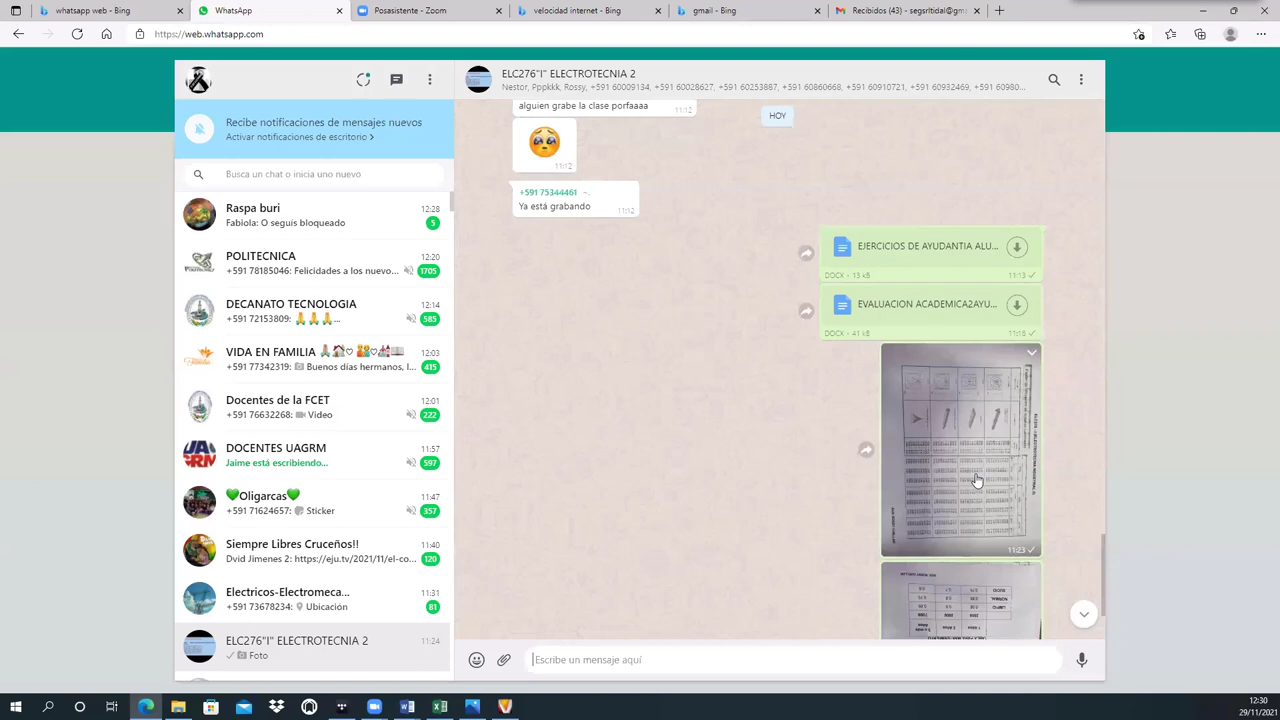 whatsapp web - Bing
WhatsApp
Posasistente - Zoom
velocidad internet - Bing
gmail - Bing
Recibidos (43) - segsrltidal@gm
https://web.whatsapp.com
Recibe notificaciones de mensajes nuevos
Activar notificaciones de escritorio >
Busca un chat o inicia uno nuevo
Raspa buri 12:28
Fabiola: O seguís bloqueado 5
POLITECNICA 12:20
+591 78185046: Felicidades a los nuevo... 1705
DECANATO TECNOLOGIA 12:14
+591 72153809: 🙏🙏🙏... 585
VIDA EN FAMILIA 12:03
+591 77342319: Buenos días hermanos, l... 415
Docentes de la FCET 12:01
+591 76632268: Video 222
DOCENTES UAGRM 11:57
Jaime está escribiendo... 597
💚Oligarcas💚 11:47
+591 71624657: Sticker 357
Siempre Libres Cruceños!! 11:40
Dvid Jimenes 2: https://eju.tv/2021/11/el-co... 120
Electricos-Electromeca... 11:31
+591 73678234: Ubicación 81
ELC276"I" ELECTROTECNIA 2 11:24
Foto
ELC276"I" ELECTROTECNIA 2
Nestor, Pppkkk, Rossy, +591 60009134, +591 60028627, +591 60253887, +591 60860668, +591 60910721, +591 60932469, +591 60980...
alguien grabe la clase porfaaaa 11:12
HOY
11:12
+591 75344461 ~.
Ya está grabando 11:12
EJERCICIOS DE AYUDANTIA ALU...
DOCX • 13 kB 11:13
EVALUACION ACADEMICA2AYU...
DOCX • 41 kB 11:18
11:23
Escribe un mensaje aquí
12:30
29/11/2021